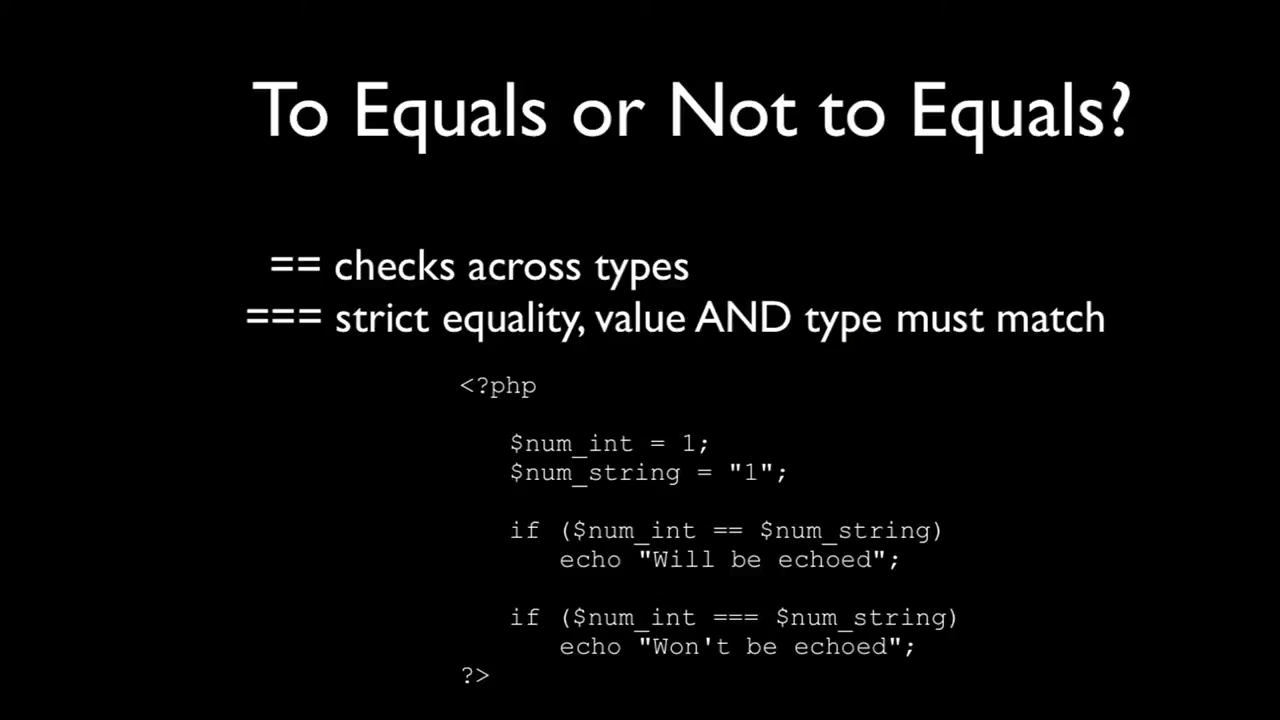 To Equals or Not to Equals?
== checks across types
=== strict equality, value AND type must match
<?php
$num_int = 1;
$num_string = "1";
if ($num_int == $num_string)
echo "Will be echoed";
if ($num_int === $num_string)
echo "Won't be echoed";
?>